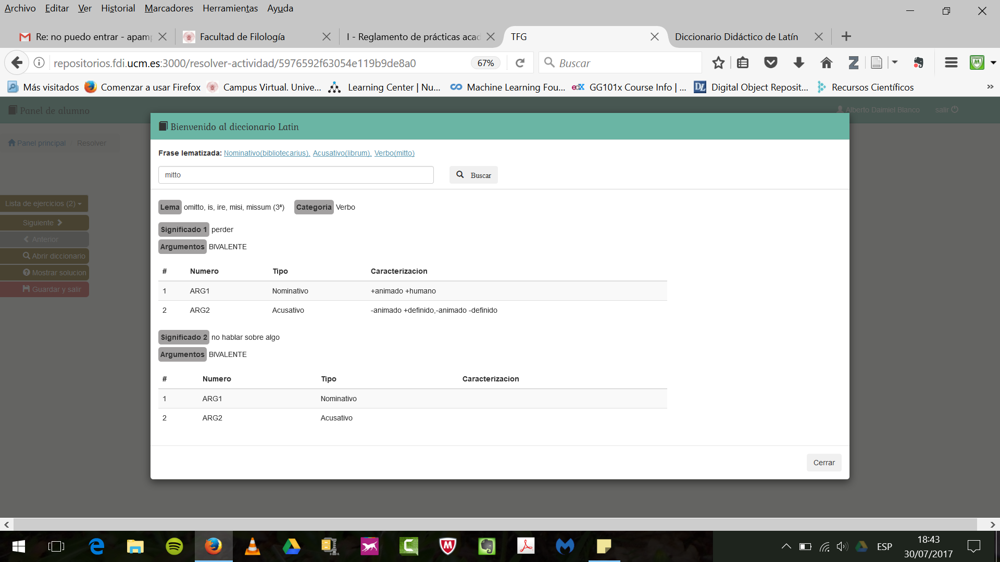 Archivo Editar Ver Historial Marcadores Herramientas Ayuda
Re: no puedo entrar - apam Facultad de Filología I - Reglamento de prácticas acad TFG Diccionario Didáctico de Latín
repositorios.fdi.ucm.es:3000/resolver-actividad/5976592f63054e119b9de8a0 67% Buscar
Más visitados Comenzar a usar Firefox Campus Virtual. Unive... Learning Center | Nu... Machine Learning Fou... edX GG101x Course Info | ... DL Digital Object Reposit... Recursos Científicos »
Panel de alumno Alberto Daimiel Blanco salir
Bienvenido al diccionario Latin
Panel principal Resolver
Frase lematizada: Nominativo(bibliotecarius), Acusativo(librum), Verbo(mitto)
mitto Buscar
Lista de ejercicios (2)
Siguiente
Anterior
Abrir diccionario
Mostrar solucion
Guardar y salir
Lema omitto, is, ire, misi, missum (3ª) Categoria Verbo
Significado 1 perder
Argumentos BIVALENTE
# Numero Tipo Caracterizacion
1 ARG1 Nominativo +animado +humano
2 ARG2 Acusativo -animado +definido,-animado -definido
Significado 2 no hablar sobre algo
Argumentos BIVALENTE
# Numero Tipo Caracterizacion
1 ARG1 Nominativo
2 ARG2 Acusativo
Cerrar
ESP
18:43
30/07/2017